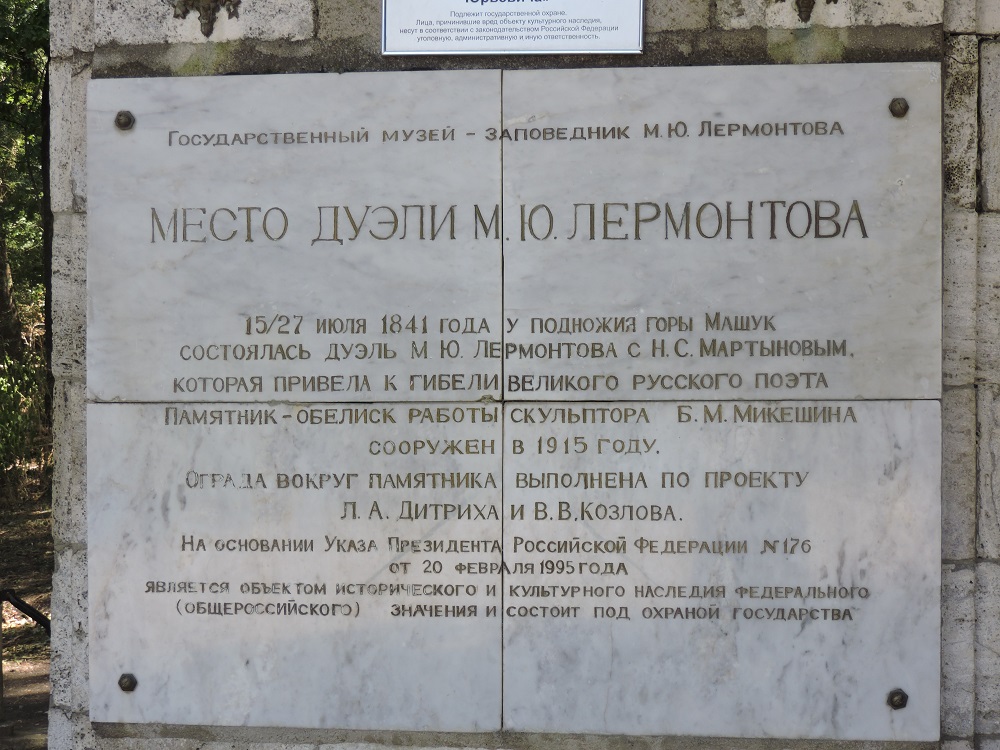 Подлежит государственной охране.
Лица, причинившие вред объекту культурного наследия,
несут в соответствии с законодательством Российской Федерации
уголовную, административную и иную ответственность.
Государственный музей - заповедник М.Ю. Лермонтова
Место дуэли М.Ю. Лермонтова
15/27 июля 1841 года у подножия горы Машук
состоялась дуэль М Ю. Лермонтова с Н.С. Мартыновым,
которая привела к гибели великого русского поэта
Памятник-обелиск работы скульптора Б.М. Микешина
сооружен в 1915 году.
Ограда вокруг памятника выполнена по проекту
Л.А. Дитриха и В.В. Козлова.
На основании Указа Президента Российской Федерации №176
от 20 февраля 1995 года
является объектом исторического и культурного наследия федерального
(общероссийского) значения и состоит под охраной государства